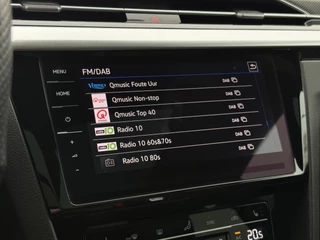 MENU
FM/DAB
HOME
Qmusic Foute Uur DAB
Qmusic Non-stop DAB
Qmusic Top 40 DAB
Radio 10 DAB
Radio 10 60s&70s DAB
Radio 10 80s
20.5